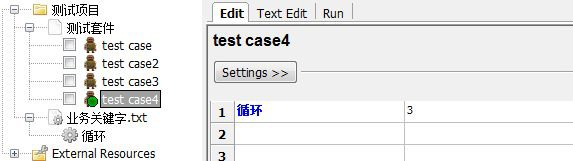 测试项目
测试套件
test case
test case2
test case3
test case4
业务关键字.txt
循环
External Resources
Edit Text Edit Run
test case4
Settings >>
1 循环 3
2
3